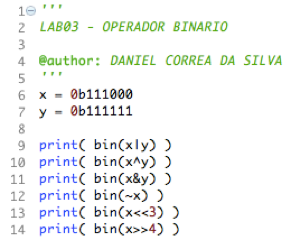 1 '''
2 LAB03 - OPERADOR BINARIO
3
4 @author: DANIEL CORREA DA SILVA
5 '''
6 x = 0b111000
7 y = 0b111111
8
9 print( bin(x|y) )
10 print( bin(x^y) )
11 print( bin(x&y) )
12 print( bin(~x) )
13 print( bin(x<<3) )
14 print( bin(x>>4) )